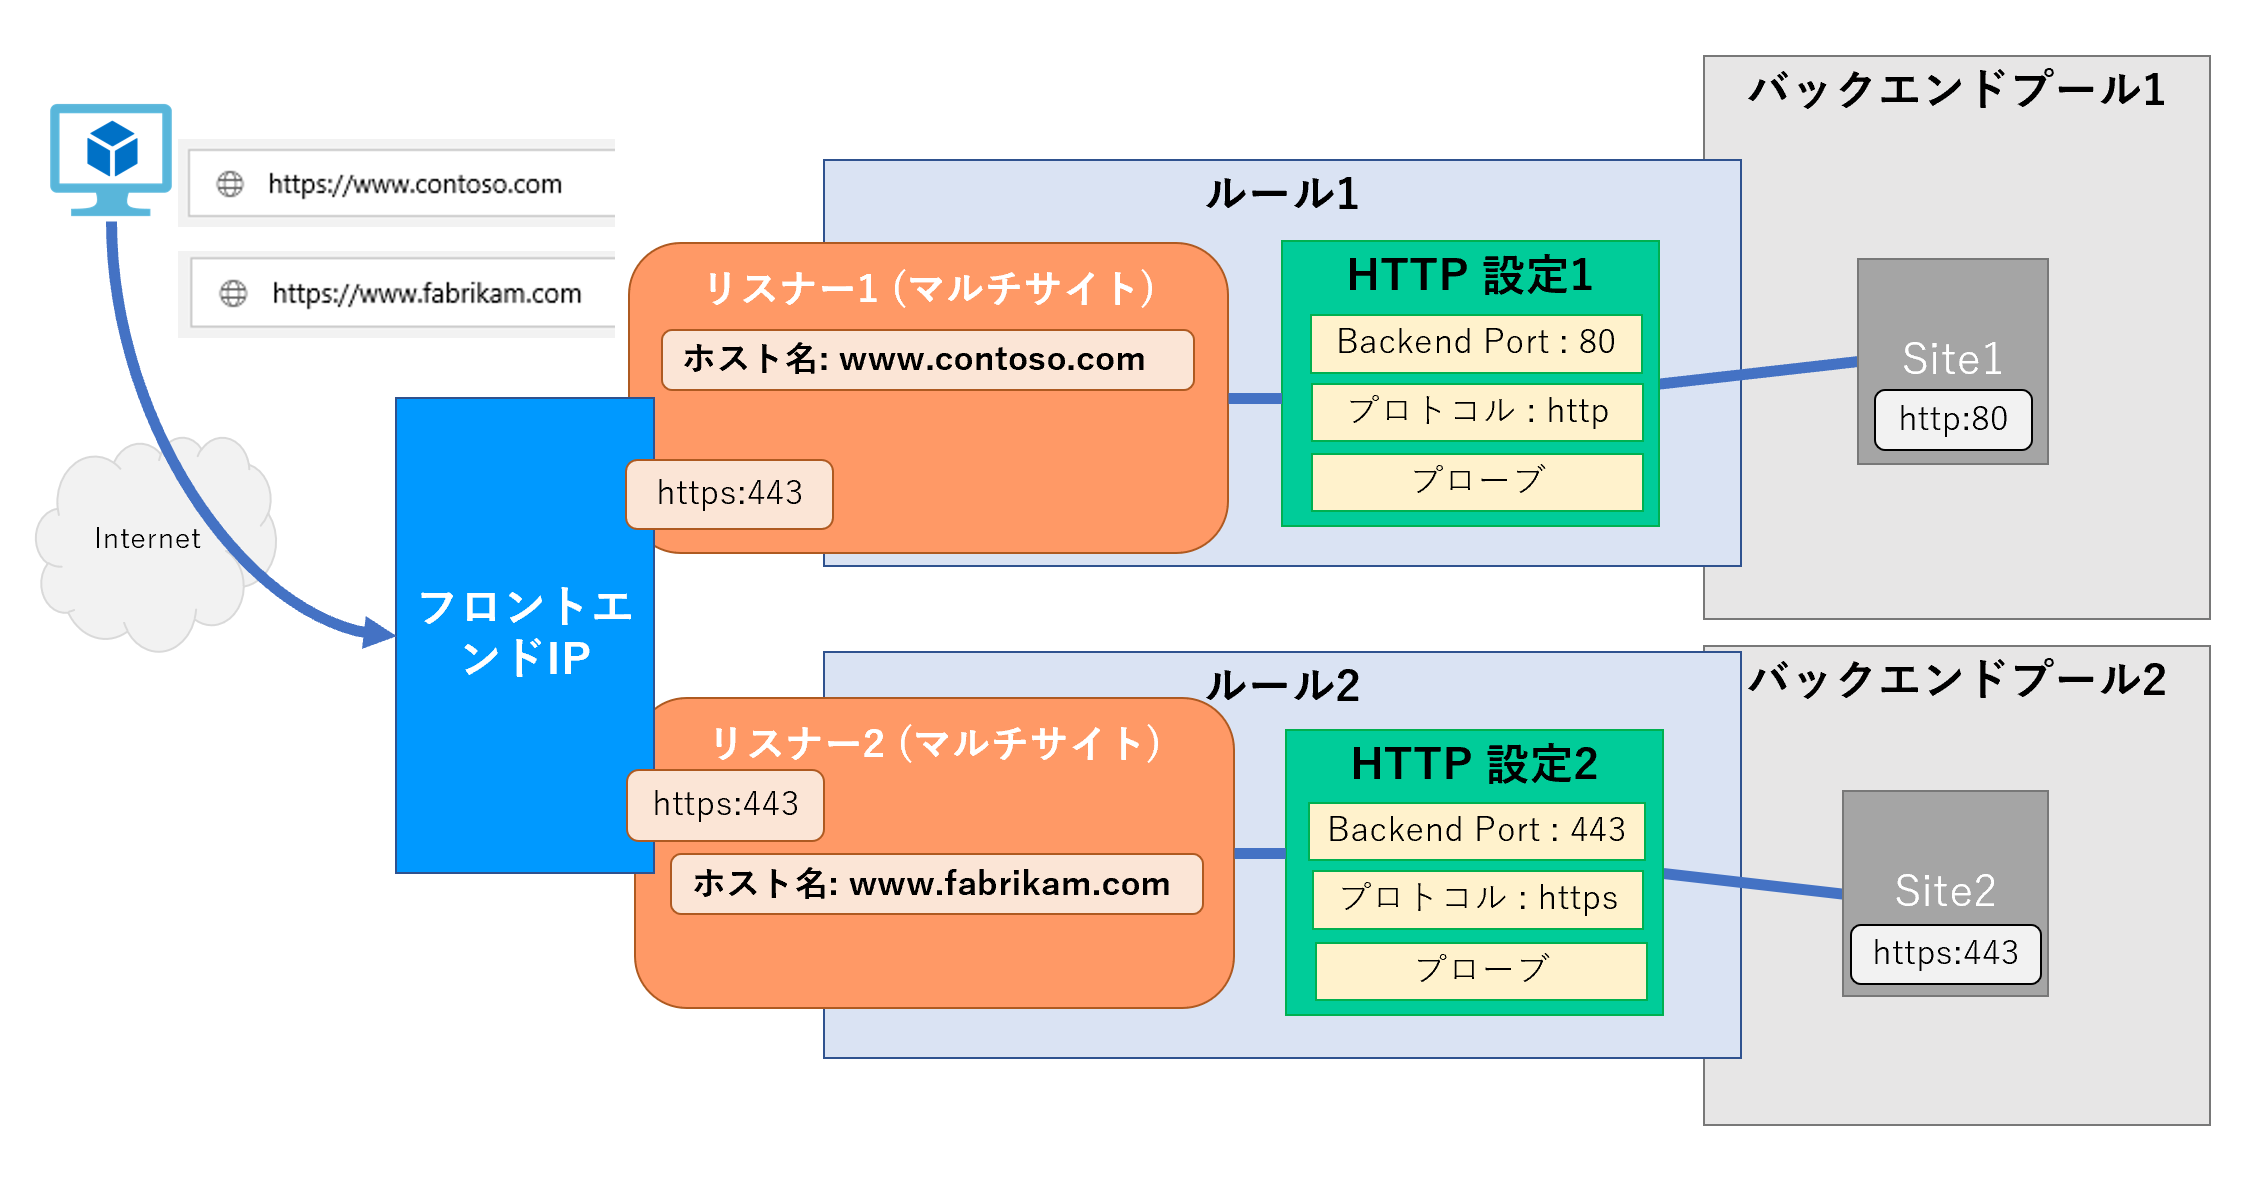 https://www.contoso.com
https://www.fabrikam.com
Internet
フロントエ
ンドIP
ルール1
リスナー1 (マルチサイト)
ホスト名: www.contoso.com
https:443
HTTP 設定1
Backend Port : 80
プロトコル : http
プローブ
バックエンドプール1
Site1
http:80
ルール2
リスナー2 (マルチサイト)
https:443
ホスト名: www.fabrikam.com
HTTP 設定2
Backend Port : 443
プロトコル : https
プローブ
バックエンドプール2
Site2
https:443